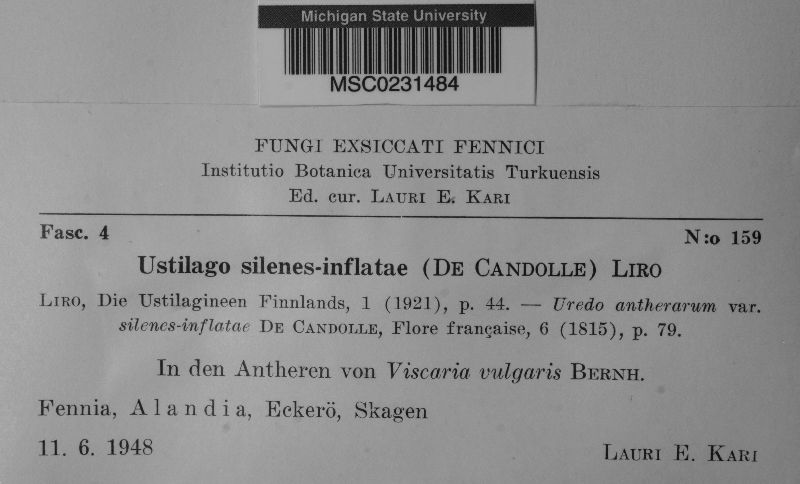 Michigan State University
MSC0231484
FUNGI EXSICCATI FENNICI
Institutio Botanica Universitatis Turkuensis
Ed. cur. LAURI E. KARI
Fasc. 4 N:o 159
Ustilago silenes-inflatae (DE CANDOLLE) LIRO
LIRO, Die Ustilagineen Finnlands, 1 (1921), p. 44. — Uredo antherarum var.
silenes-inflatae DE CANDOLLE, Flore française, 6 (1815), p. 79.
In den Antheren von Viscaria vulgaris BERNH.
Fennia, Alandia, Eckerö, Skagen
11. 6. 1948 LAURI E. KARI